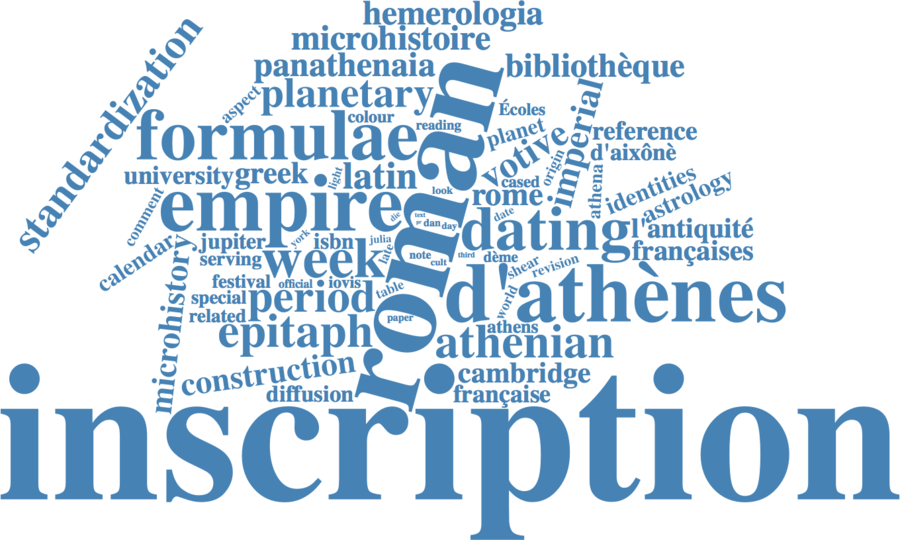 hemerologia
microhistoire
panathenaia
bibliothèque
standardization
planetary
aspect
colour
Écoles
reading
planet
imperial
reference
formulae
roman
votive
d'aixônè
university
greek
light
latin
cased
origin
athena
identities
astrology
look
rome
comment
empire
die
text
dan
day
date
dating
l'antiquité
calendar
jupiter
york
isbn
julia
françaises
serving
week
late
note
cult
third
dème
shear
revision
microhistory
festival
official
iovis
table
special
period
world
d'athènes
related
paper
epitaph
athens
athenian
construction
cambridge
diffusion
française
inscription